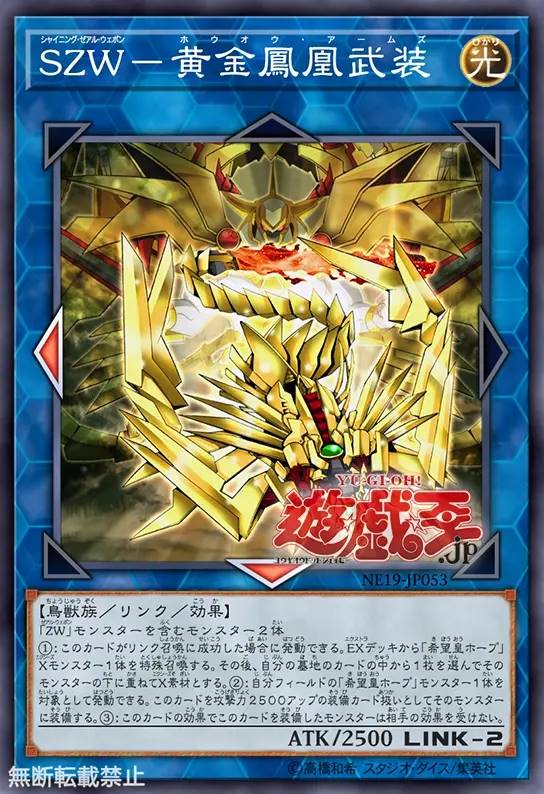 シャイニング・ゼアル・ウェポン ホウオウ・アームズ
SZW－黄金鳳凰武装
ひかり
光
YU-GI-OH!
遊戯王.jp
NE19-JP053
【鳥獣族／リンク／効果】
「ZW」モンスターを含むモンスター２体
①：このカードがリンク召喚に成功した場合に発動できる。EXデッキから「希望皇ホープ」
Xモンスター１体を特殊召喚する。その後、自分の墓地のカードの中から１枚を選んでその
モンスターの下に重ねてX素材とする。②：自分フィールドの「希望皇ホープ」モンスター１体を
対象として発動できる。このカードを攻撃力２５００アップの装備カード扱いとしてそのモンスター
に装備する。③：このカードの効果でこのカードを装備したモンスターは相手の効果を受けない。
ATK/2500 LINK-2
無断転載禁止
©高橋和希 スタジオ・ダイス/集英社